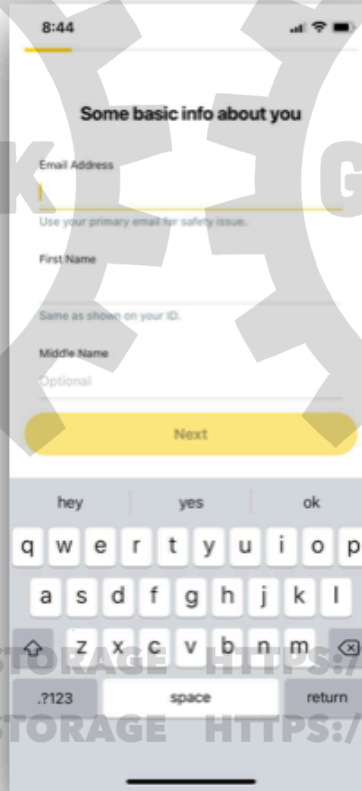 8:44
Some basic info about you
Email Address
Use your primary email for safety issue.
First Name
Same as shown on your ID.
Middle Name
Optional
Next
hey yes ok
q w e r t y u i o p
a s d f g h j k l
z x c v b n m
.?123 space return
STORAGE HTTPS:/
STORAGE HTTPS:/